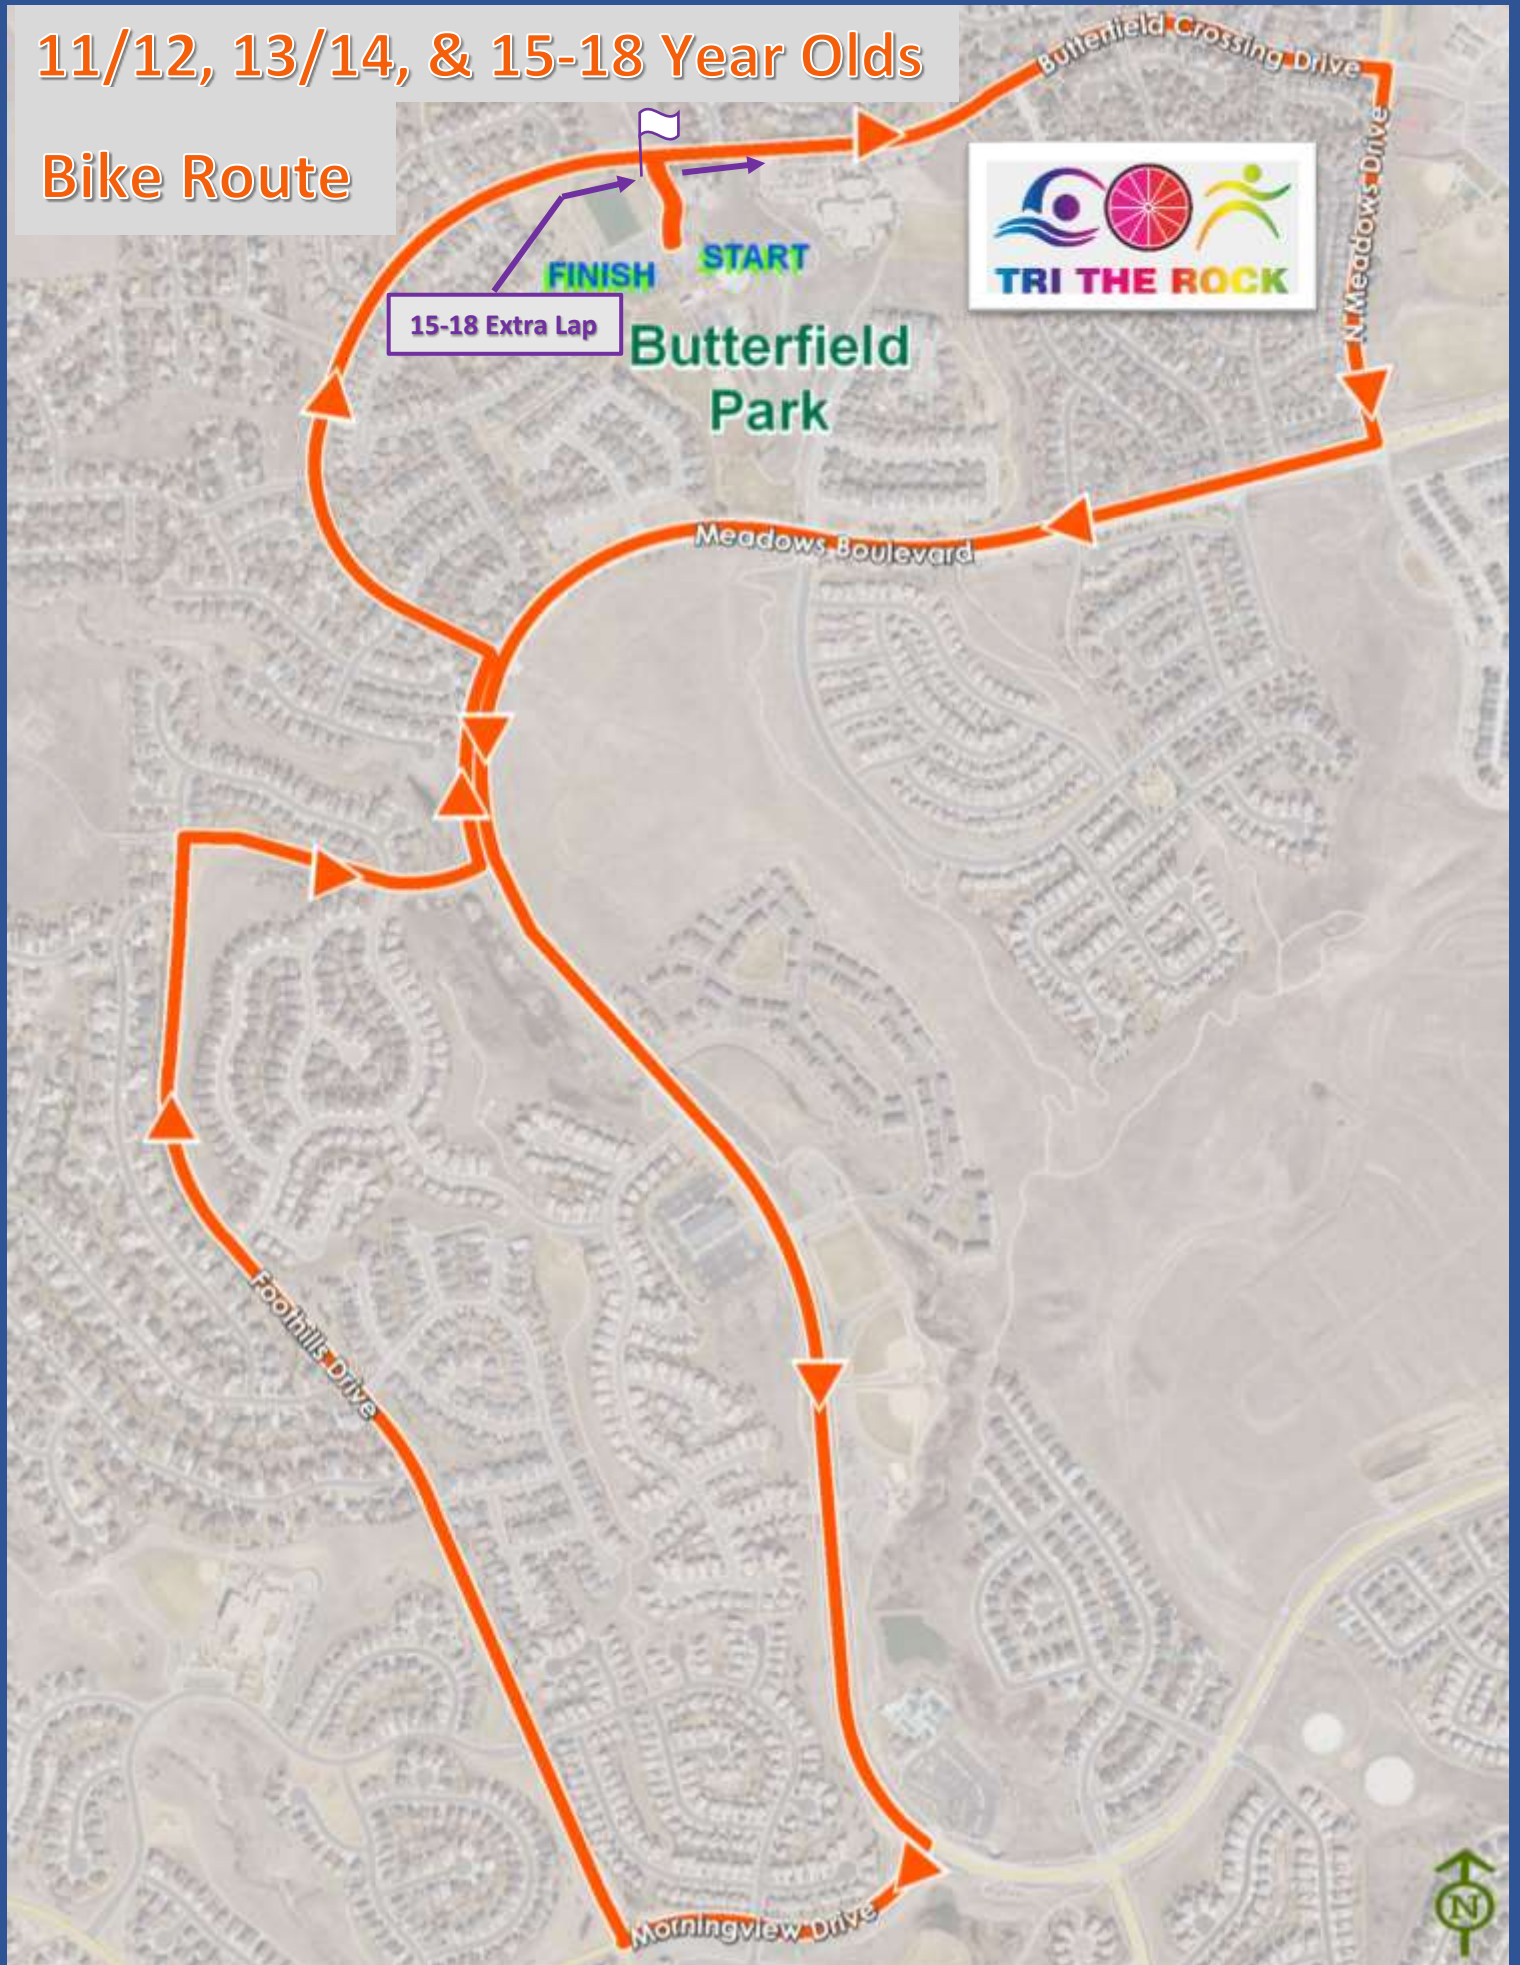 11/12, 13/14, & 15-18 Year Olds
Bike Route
Butterfield Crossing Drive
N Meadows Drive
TRI THE ROCK
FINISH
START
15-18 Extra Lap
Butterfield
Park
Meadows Boulevard
Foothills Drive
Morningview Drive
N